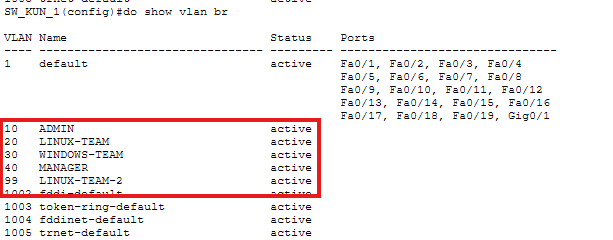 SW_KUN_1(config)#do show vlan br
VLAN Name Status Ports
---- -------------------------------- --------- -------------------------------
1 default active Fa0/1, Fa0/2, Fa0/3, Fa0/4
Fa0/5, Fa0/6, Fa0/7, Fa0/8
Fa0/9, Fa0/10, Fa0/11, Fa0/12
Fa0/13, Fa0/14, Fa0/15, Fa0/16
Fa0/17, Fa0/18, Fa0/19, Gig0/1
10 ADMIN active
20 LINUX-TEAM active
30 WINDOWS-TEAM active
40 MANAGER active
99 LINUX-TEAM-2 active
1002 fddi-default active
1003 token-ring-default active
1004 fddinet-default active
1005 trnet-default active